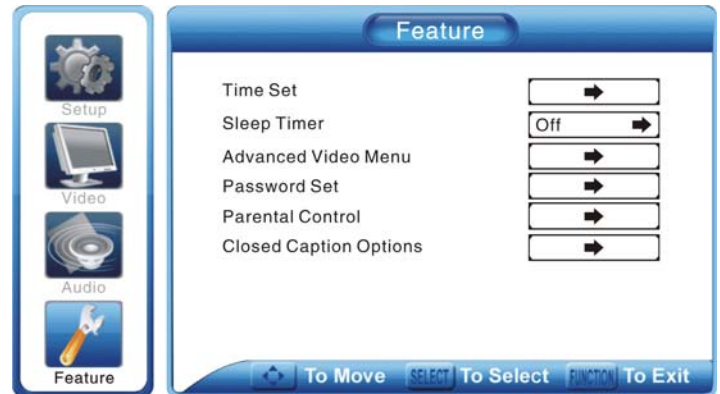 Setup
Video
Audio
Feature
Feature
Time Set
Sleep Timer Off
Advanced Video Menu
Password Set
Parental Control
Closed Caption Options
To Move SELECT To Select FUNCTION To Exit